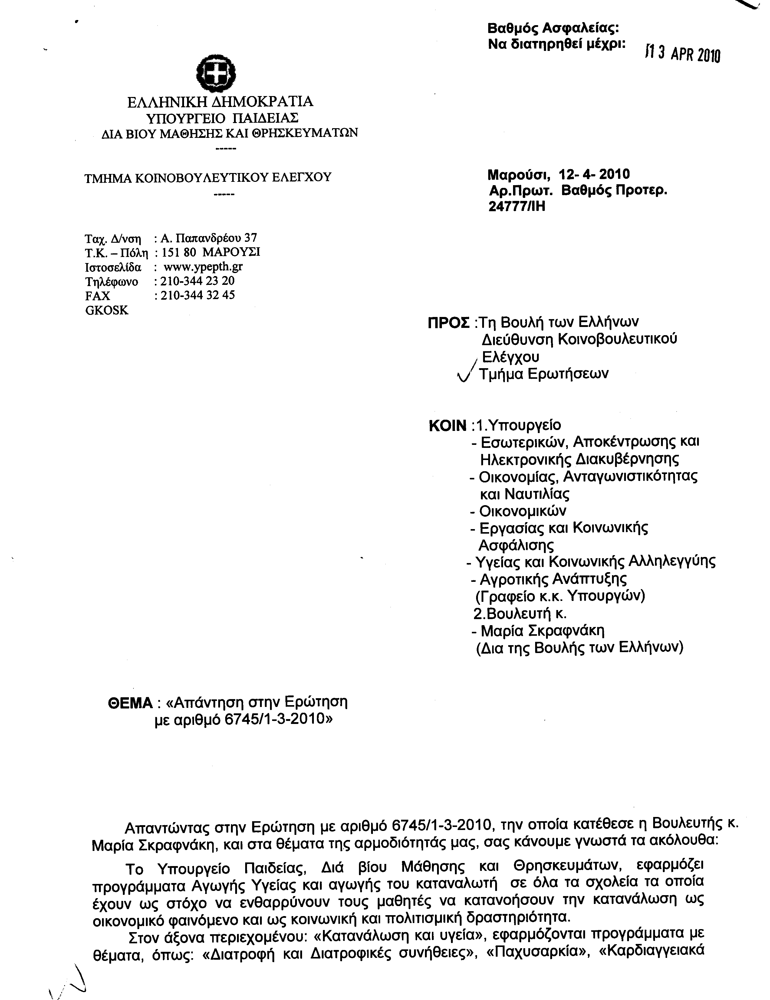 Βαθμός Ασφαλείας:
Να διατηρηθεί μέχρι:
13 APR 2010
ΕΛΛΗΝΙΚΗ ΔΗΜΟΚΡΑΤΙΑ
ΥΠΟΥΡΓΕΙΟ ΠΑΙΔΕΙΑΣ
ΔΙΑ ΒΙΟΥ ΜΑΘΗΣΗΣ ΚΑΙ ΘΡΗΣΚΕΥΜΑΤΩΝ
-----
ΤΜΗΜΑ ΚΟΙΝΟΒΟΥΛΕΥΤΙΚΟΥ ΕΛΕΓΧΟΥ
-----
Μαρούσι, 12- 4- 2010
Αρ.Πρωτ. Βαθμός Προτερ.
24777/ΙΗ
Ταχ. Δ/νση : Α. Παπανδρέου 37
Τ.Κ. – Πόλη : 151 80 ΜΑΡΟΥΣΙ
Ιστοσελίδα : www.ypepth.gr
Τηλέφωνο : 210-344 23 20
FAX : 210-344 32 45
GKOSK
ΠΡΟΣ :Τη Βουλή των Ελλήνων
Διεύθυνση Κοινοβουλευτικού
Ελέγχου
Τμήμα Ερωτήσεων
ΚΟΙΝ :1.Υπουργείο
- Εσωτερικών, Αποκέντρωσης και
Ηλεκτρονικής Διακυβέρνησης
- Οικονομίας, Ανταγωνιστικότητας
και Ναυτιλίας
- Οικονομικών
- Εργασίας και Κοινωνικής
Ασφάλισης
- Υγείας και Κοινωνικής Αλληλεγγύης
- Αγροτικής Ανάπτυξης
(Γραφείο κ.κ. Υπουργών)
2.Βουλευτή κ.
- Μαρία Σκραφνάκη
(Δια της Βουλής των Ελλήνων)
ΘΕΜΑ : «Απάντηση στην Ερώτηση
με αριθμό 6745/1-3-2010»
Απαντώντας στην Ερώτηση με αριθμό 6745/1-3-2010, την οποία κατέθεσε η Βουλευτής κ.
Μαρία Σκραφνάκη, και στα θέματα της αρμοδιότητάς μας, σας κάνουμε γνωστά τα ακόλουθα:
Το Υπουργείο Παιδείας, Διά βίου Μάθησης και Θρησκευμάτων, εφαρμόζει
προγράμματα Αγωγής Υγείας και αγωγής του καταναλωτή σε όλα τα σχολεία τα οποία
έχουν ως στόχο να ενθαρρύνουν τους μαθητές να κατανοήσουν την κατανάλωση ως
οικονομικό φαινόμενο και ως κοινωνική και πολιτισμική δραστηριότητα.
Στον άξονα περιεχομένου: «Κατανάλωση και υγεία», εφαρμόζονται προγράμματα με
θέματα, όπως: «Διατροφή και Διατροφικές συνήθειες», «Παχυσαρκία», «Καρδιαγγειακά